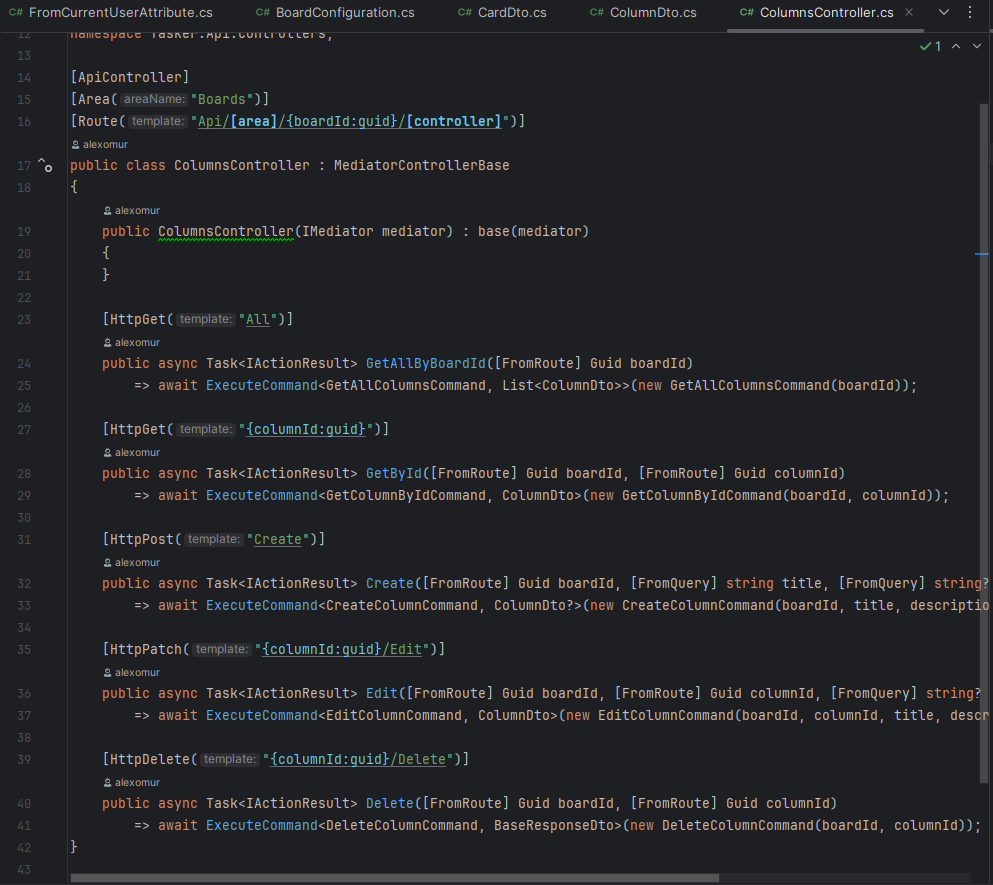 C# FromCurrentUserAttribute.cs C# BoardConfiguration.cs C# CardDto.cs C# ColumnDto.cs C# ColumnsController.cs
12 namespace Tasker.Api.Controllers;
1
13
14 [ApiController]
15 [Area( areaName: "Boards")]
16 [Route( template: "Api/[area]/{boardId:guid}/[controller]")]
alexomur
17 public class ColumnsController : MediatorControllerBase
18 {
alexomur
19 public ColumnsController(IMediator mediator) : base(mediator)
20 {
21 }
22
23 [HttpGet( template: "All")]
alexomur
24 public async Task<IActionResult> GetAllByBoardId([FromRoute] Guid boardId)
25 => await ExecuteCommand<GetAllColumnsCommand, List<ColumnDto>>(new GetAllColumnsCommand(boardId));
26
27 [HttpGet( template: "{columnId:guid}")]
alexomur
28 public async Task<IActionResult> GetById([FromRoute] Guid boardId, [FromRoute] Guid columnId)
29 => await ExecuteCommand<GetColumnByIdCommand, ColumnDto>(new GetColumnByIdCommand(boardId, columnId));
30
31 [HttpPost( template: "Create")]
alexomur
32 public async Task<IActionResult> Create([FromRoute] Guid boardId, [FromQuery] string title, [FromQuery] string?
33 => await ExecuteCommand<CreateColumnCommand, ColumnDto?>(new CreateColumnCommand(boardId, title, descriptio
34
35 [HttpPatch( template: "{columnId:guid}/Edit")]
alexomur
36 public async Task<IActionResult> Edit([FromRoute] Guid boardId, [FromRoute] Guid columnId, [FromQuery] string?
37 => await ExecuteCommand<EditColumnCommand, ColumnDto>(new EditColumnCommand(boardId, columnId, title, descr
38
39 [HttpDelete( template: "{columnId:guid}/Delete")]
alexomur
40 public async Task<IActionResult> Delete([FromRoute] Guid boardId, [FromRoute] Guid columnId)
41 => await ExecuteCommand<DeleteColumnCommand, BaseResponseDto>(new DeleteColumnCommand(boardId, columnId));
42 }
43